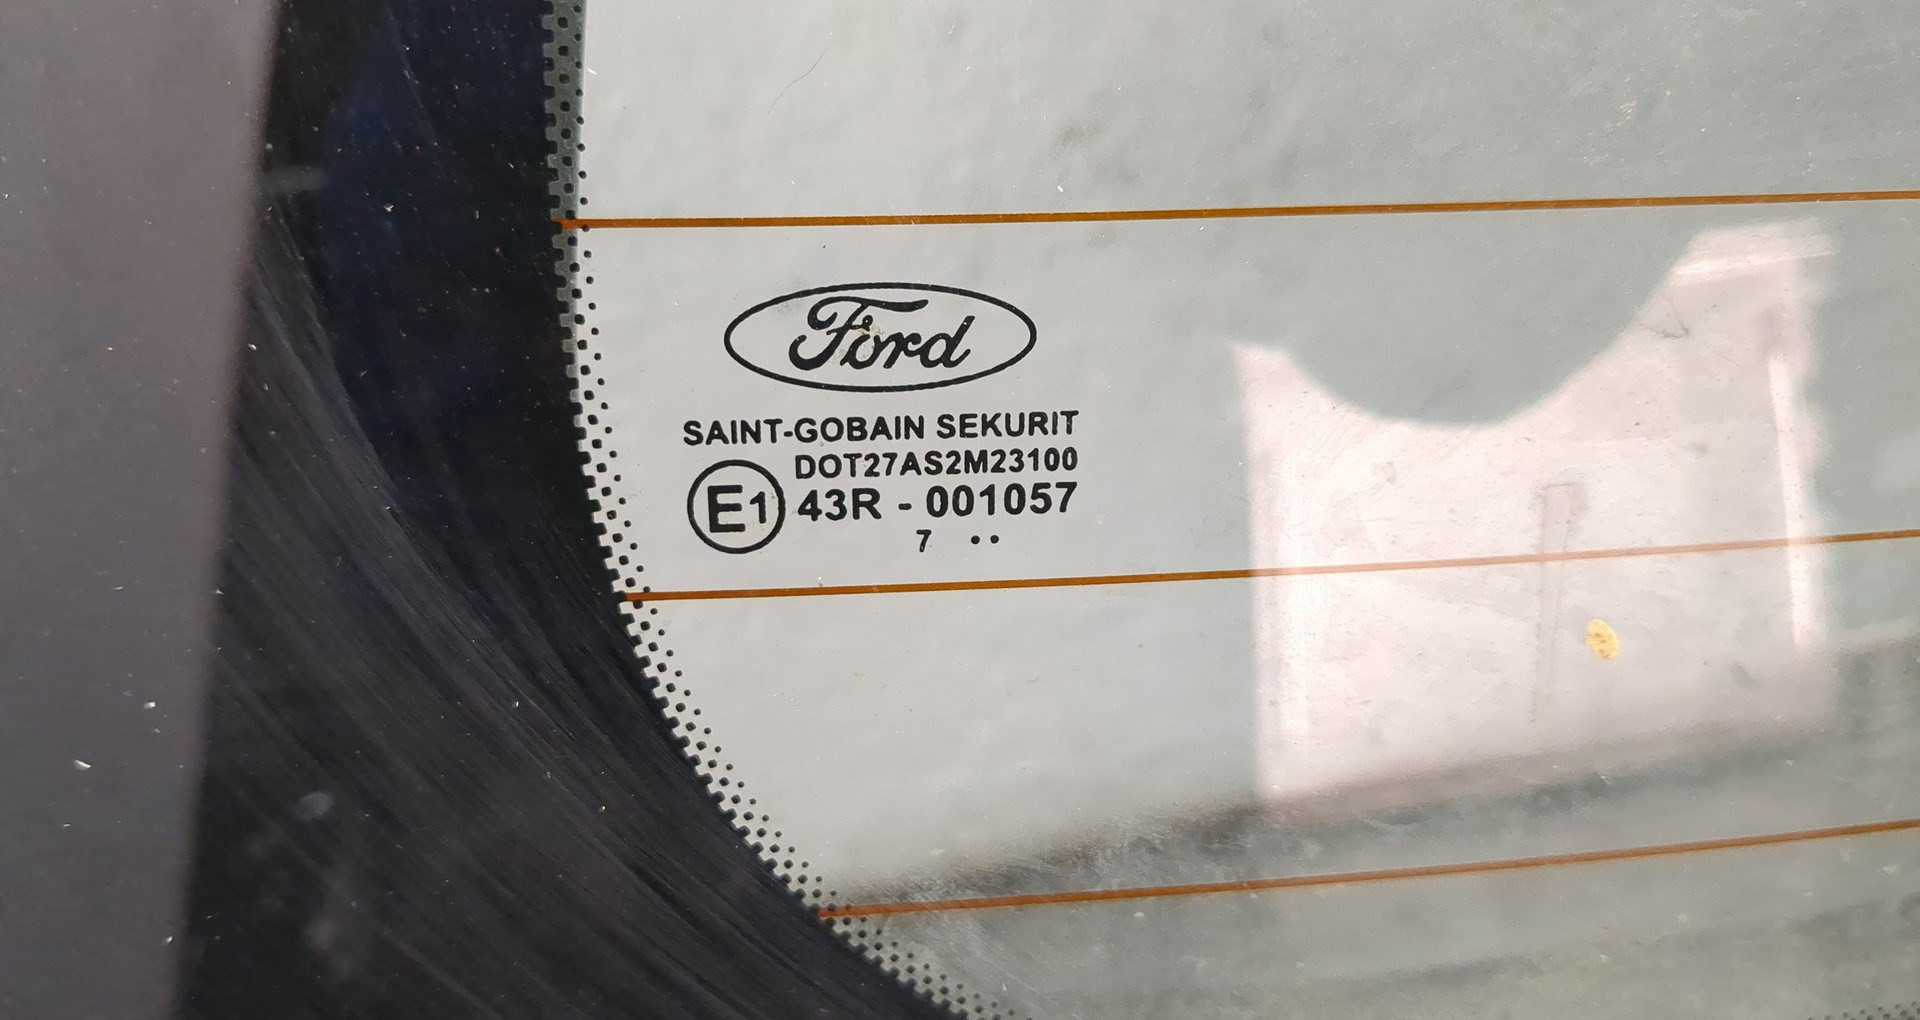 Ford
SAINT-GOBAIN SEKURIT
DOT27AS2M23100
E1 43R - 001057
7 ••